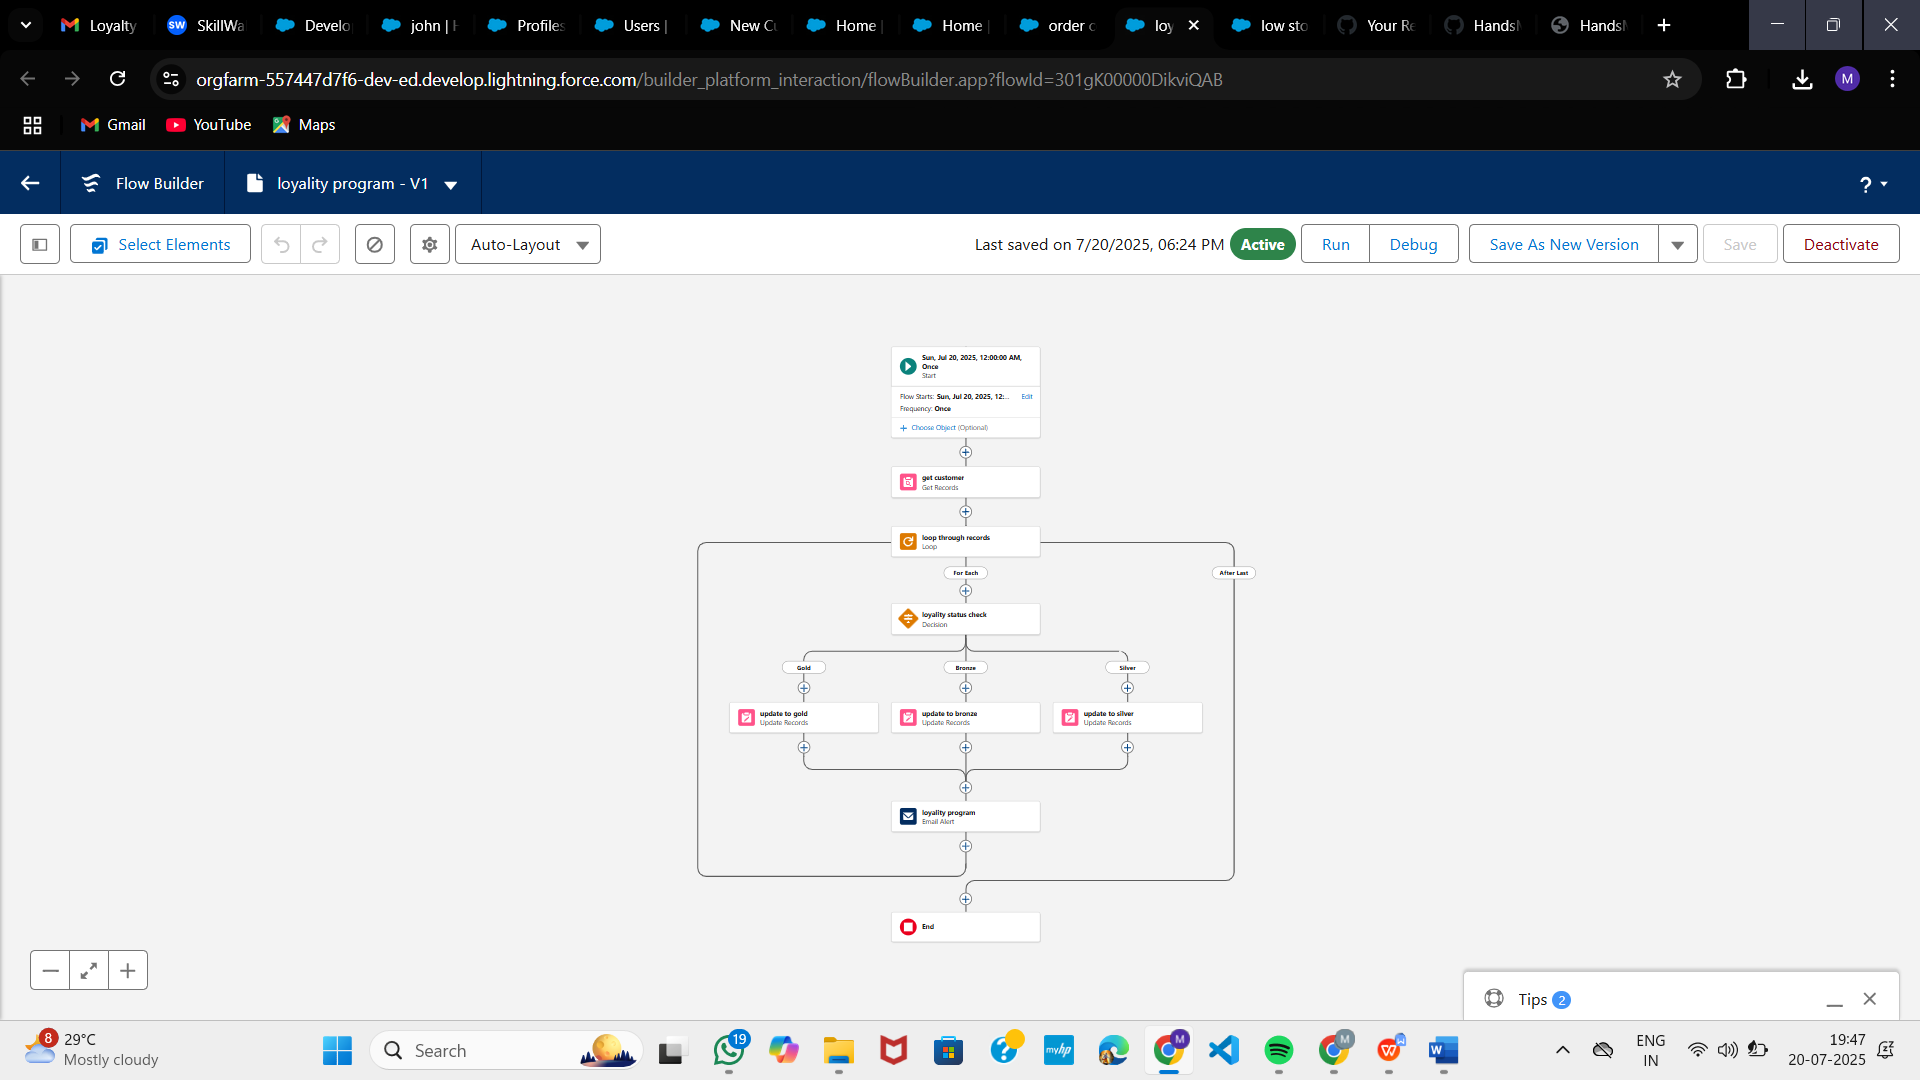 Loyalty
SkillWa
Develo
john | H
Profiles
Users |
New Cu
Home |
Home |
order c
loy
low sto
Your Re
HandsM
HandsM
orgfarm-557447d7f6-dev-ed.develop.lightning.force.com/builder_platform_interaction/flowBuilder.app?flowId=301gK00000DikviQAB
M
Gmail
YouTube
Maps
Flow Builder
loyality program - V1
?
Select Elements
Auto-Layout
Last saved on 7/20/2025, 06:24 PM
Active
Run
Debug
Save As New Version
Save
Deactivate
Sun, Jul 20, 2025, 12:00:00 AM,
Once
Start
Flow Starts: Sun, Jul 20, 2025, 12:...
Edit
Frequency: Once
Choose Object (Optional)
get customer
Get Records
loop through records
Loop
For Each
After Last
loyality status check
Decision
Gold
Bronze
Silver
update to gold
Update Records
update to bronze
Update Records
update to silver
Update Records
loyality program
Email Alert
End
Tips 2
8
29°C
Mostly cloudy
Search
19
myhp
M
M
W
ENG
IN
19:47
20-07-2025